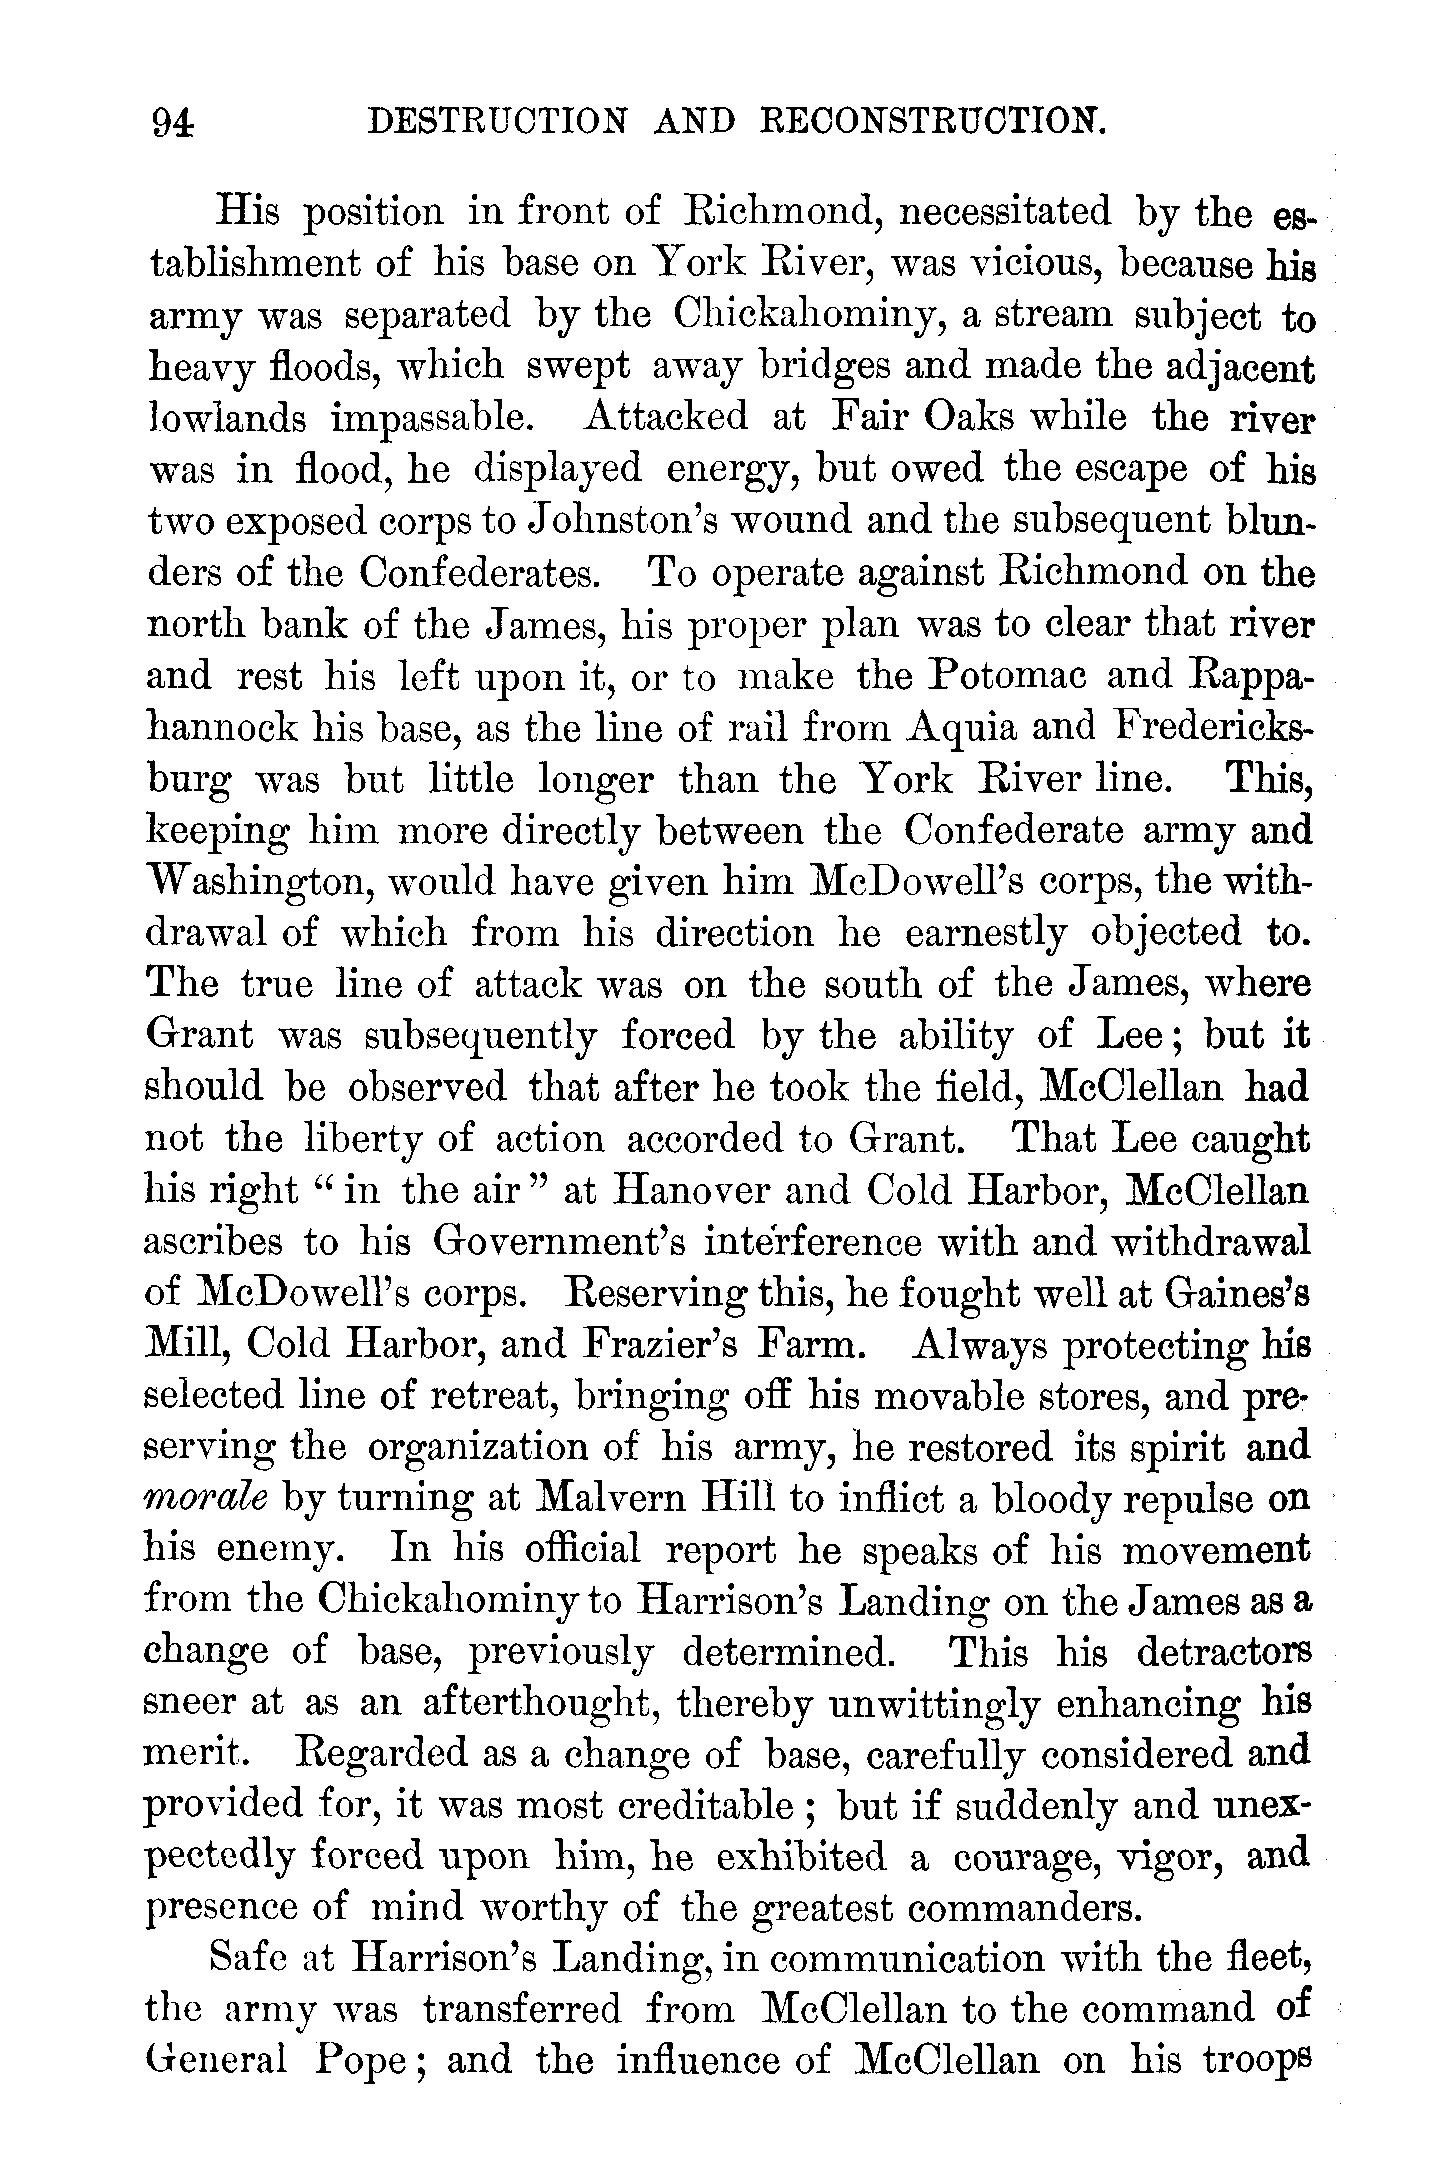 94 DESTRUCTION AND RECONSTRUCTION.
His position in front of Richmond, necessitated by the es-
tablishment of his base on York River, was vicious, because his
army was separated by the Chickahominy, a stream subject to
heavy floods, which swept away bridges and made the adjacent
lowlands impassable. Attacked at Fair Oaks while the river
was in flood, he displayed energy, but owed the escape of his
two exposed corps to Johnston's wound and the subsequent blun-
ders of the Confederates. To operate against Richmond on the
north bank of the James, his proper plan was to clear that river
and rest his left upon it, or to make the Potomac and Rappa-
hannock his base, as the line of rail from Aquia and Fredericks-
burg was but little longer than the York River line. This,
keeping him more directly between the Confederate army and
Washington, would have given him McDowell's corps, the with-
drawal of which from his direction he earnestly objected to.
The true line of attack was on the south of the James, where
Grant was subsequently forced by the ability of Lee; but it
should be observed that after he took the field, McClellan had
not the liberty of action accorded to Grant. That Lee caught
his right "in the air" at Hanover and Cold Harbor, McClellan
ascribes to his Government's interference with and withdrawal
of McDowell's corps. Reserving this, he fought well at Gaines's
Mill, Cold Harbor, and Frazier's Farm. Always protecting his
selected line of retreat, bringing off his movable stores, and pre-
serving the organization of his army, he restored its spirit and
morale by turning at Malvern Hill to inflict a bloody repulse on
his enemy. In his official report he speaks of his movement
from the Chickahominy to Harrison's Landing on the James as a
change of base, previously determined. This his detractors
sneer at as an afterthought, thereby unwittingly enhancing his
merit. Regarded as a change of base, carefully considered and
provided for, it was most creditable; but if suddenly and unex-
pectedly forced upon him, he exhibited a courage, vigor, and
presence of mind worthy of the greatest commanders.
Safe at Harrison's Landing, in communication with the fleet,
the army was transferred from McClellan to the command of
General Pope; and the influence of McClellan on his troops